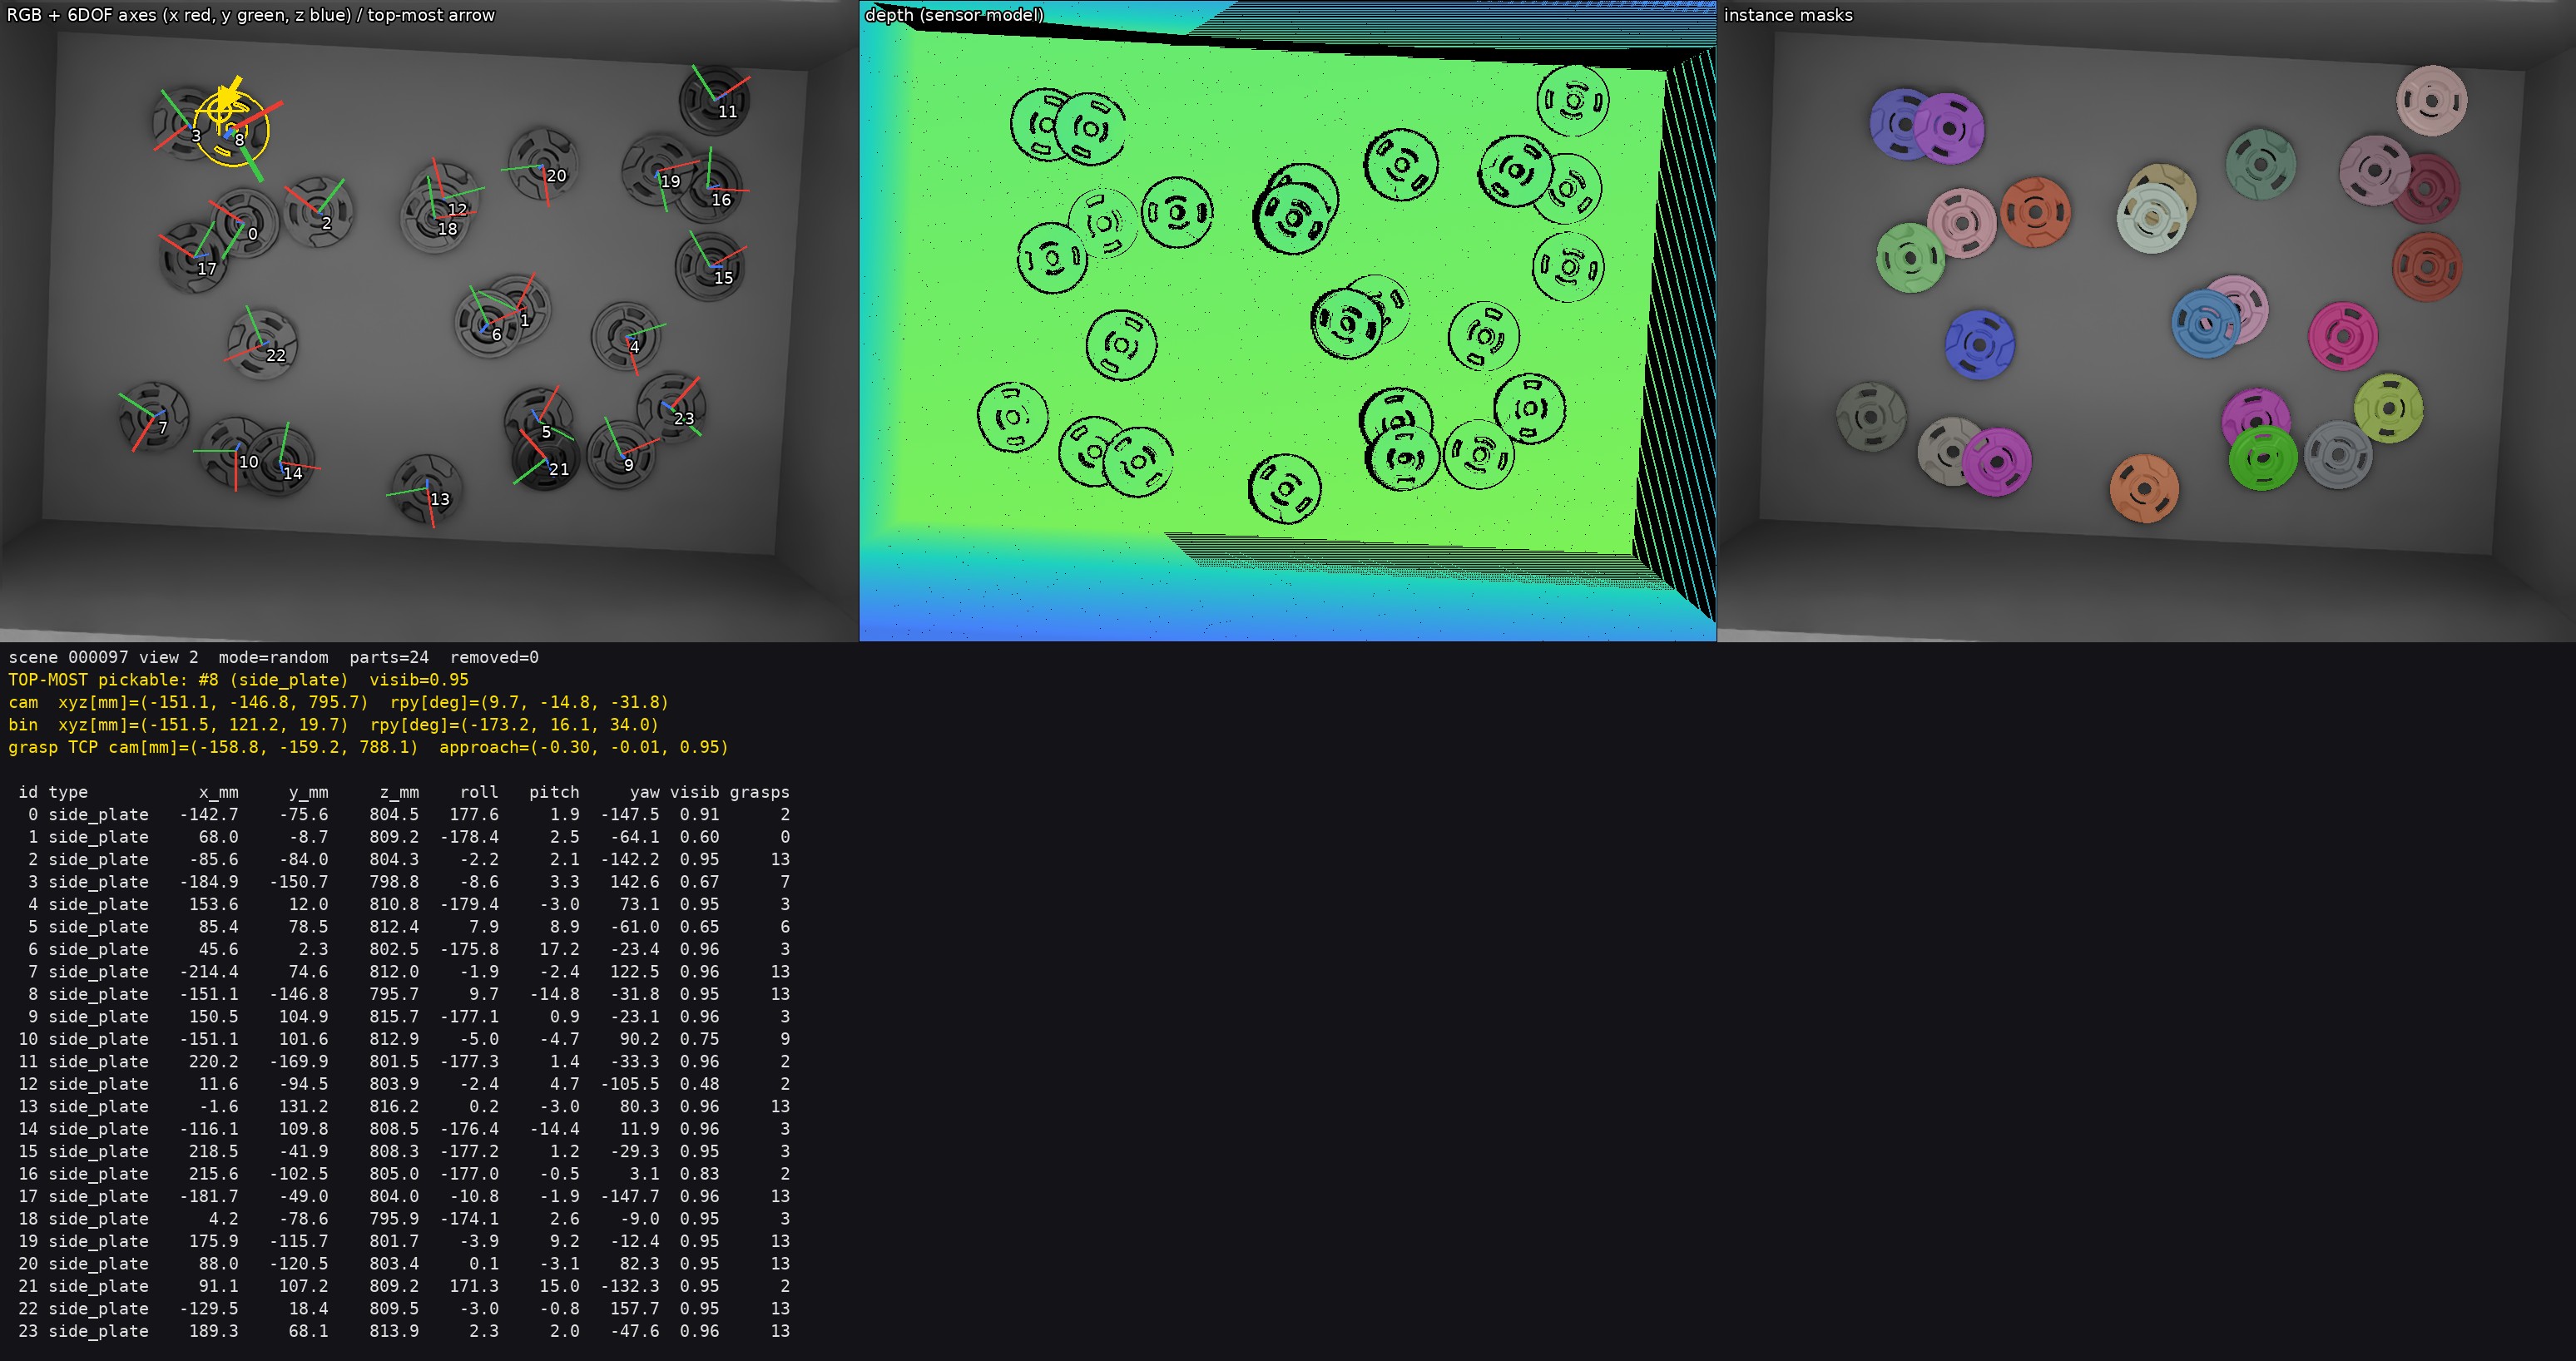 RGB + 6DOF axes (x red, y green, z blue) / top-most arrow
depth (sensor model)
instance masks
11
3
8
20
19
16
12
18
2
0
17
15
6
1
4
22
7
10
14
5
21
9
23
13
scene 000097 view 2  mode=random  parts=24  removed=0
TOP-MOST pickable: #8 (side_plate)  visib=0.95
cam  xyz[mm]=(-151.1, -146.8, 795.7)  rpy[deg]=(9.7, -14.8, -31.8)
bin  xyz[mm]=(-151.5, 121.2, 19.7)  rpy[deg]=(-173.2, 16.1, 34.0)
grasp TCP cam[mm]=(-158.8, -159.2, 788.1)  approach=(-0.30, -0.01, 0.95)
id type x_mm y_mm z_mm roll pitch yaw visib grasps
0 side_plate -142.7 -75.6 804.5 177.6 1.9 -147.5 0.91 2
1 side_plate 68.0 -8.7 809.2 -178.4 2.5 -64.1 0.60 0
2 side_plate -85.6 -84.0 804.3 -2.2 2.1 -142.2 0.95 13
3 side_plate -184.9 -150.7 798.8 -8.6 3.3 142.6 0.67 7
4 side_plate 153.6 12.0 810.8 -179.4 -3.0 73.1 0.95 3
5 side_plate 85.4 78.5 812.4 7.9 8.9 -61.0 0.65 6
6 side_plate 45.6 2.3 802.5 -175.8 17.2 -23.4 0.96 3
7 side_plate -214.4 74.6 812.0 -1.9 -2.4 122.5 0.96 13
8 side_plate -151.1 -146.8 795.7 9.7 -14.8 -31.8 0.95 13
9 side_plate 150.5 104.9 815.7 -177.1 0.9 -23.1 0.96 3
10 side_plate -151.1 101.6 812.9 -5.0 -4.7 90.2 0.75 9
11 side_plate 220.2 -169.9 801.5 -177.3 1.4 -33.3 0.96 2
12 side_plate 11.6 -94.5 803.9 -2.4 4.7 -105.5 0.48 2
13 side_plate -1.6 131.2 816.2 0.2 -3.0 80.3 0.96 13
14 side_plate -116.1 109.8 808.5 -176.4 -14.4 11.9 0.96 3
15 side_plate 218.5 -41.9 808.3 -177.2 1.2 -29.3 0.95 3
16 side_plate 215.6 -102.5 805.0 -177.0 -0.5 3.1 0.83 2
17 side_plate -181.7 -49.0 804.0 -10.8 -1.9 -147.7 0.96 13
18 side_plate 4.2 -78.6 795.9 -174.1 2.6 -9.0 0.95 3
19 side_plate 175.9 -115.7 801.7 -3.9 9.2 -12.4 0.95 13
20 side_plate 88.0 -120.5 803.4 0.1 -3.1 82.3 0.95 13
21 side_plate 91.1 107.2 809.2 171.3 15.0 -132.3 0.95 2
22 side_plate -129.5 18.4 809.5 -3.0 -0.8 157.7 0.95 13
23 side_plate 189.3 68.1 813.9 2.3 2.0 -47.6 0.96 13